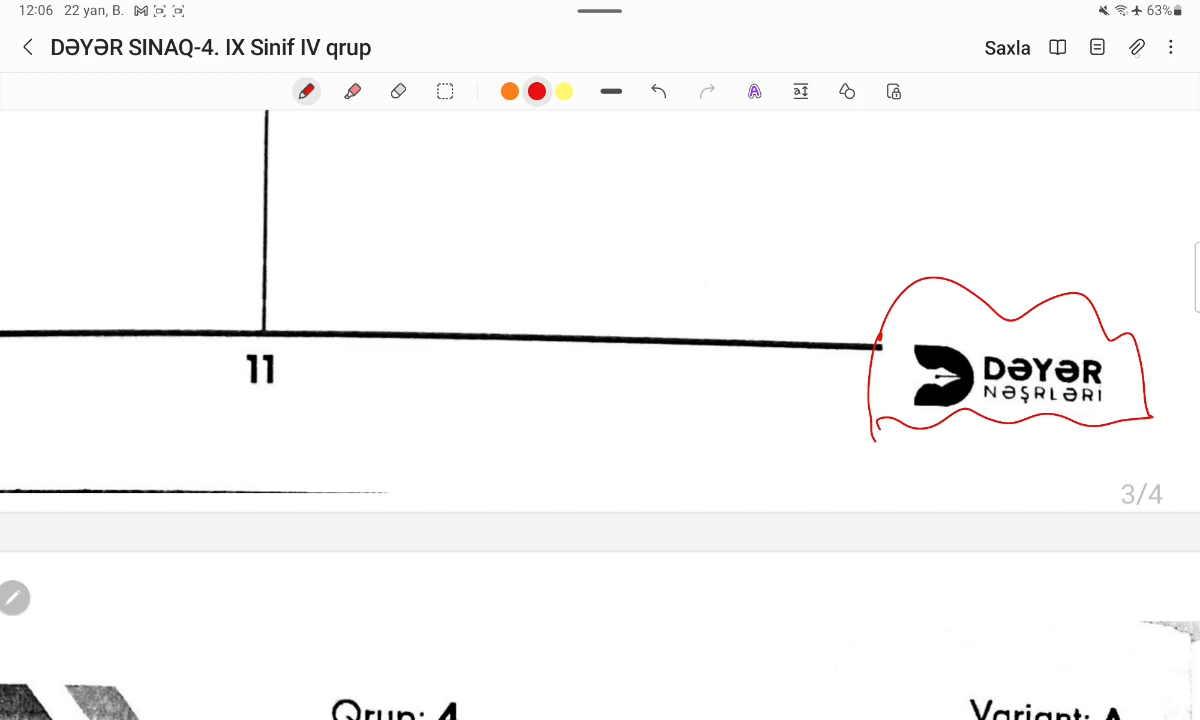 12:06 22 yan, B. 63%
DƏYƏR SINAQ-4. IX Sinif IV qrup
Saxla
11
DƏYƏR
NƏŞRLƏRI
3/4
Qrup: 4
Variant: A